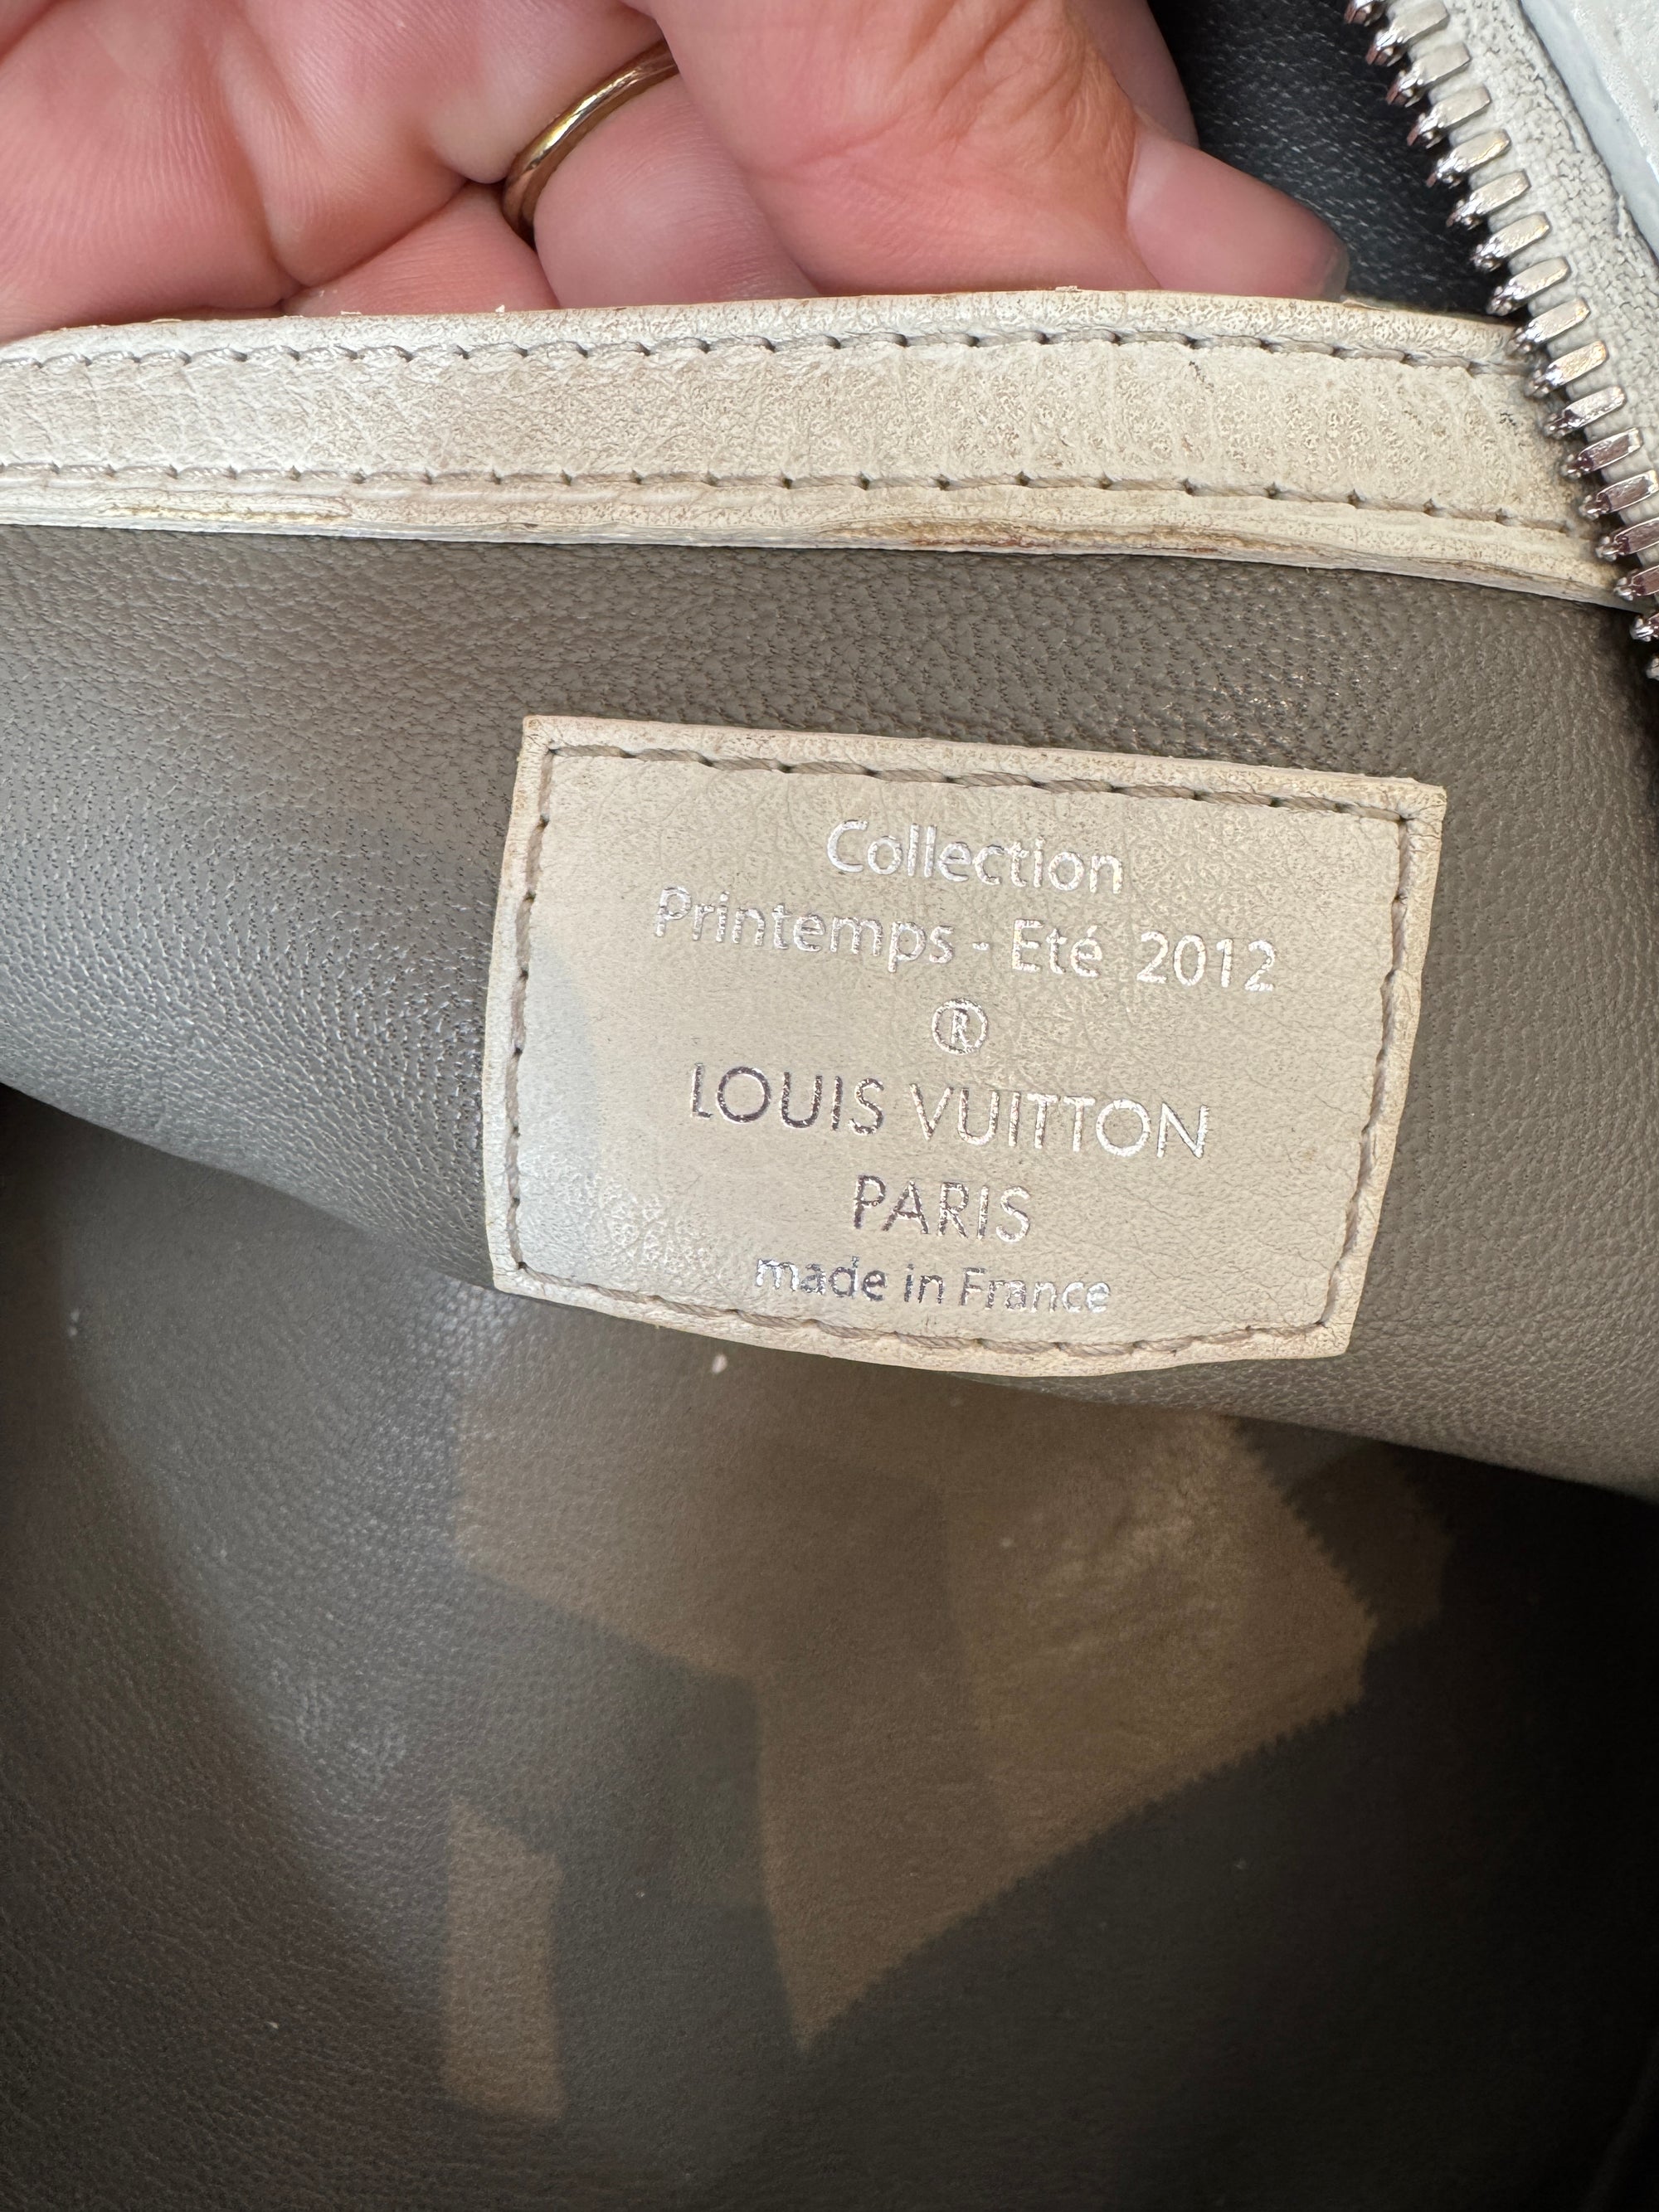 Collection
Printemps - Eté 2012
®
LOUIS VUITTON
PARIS
made in France